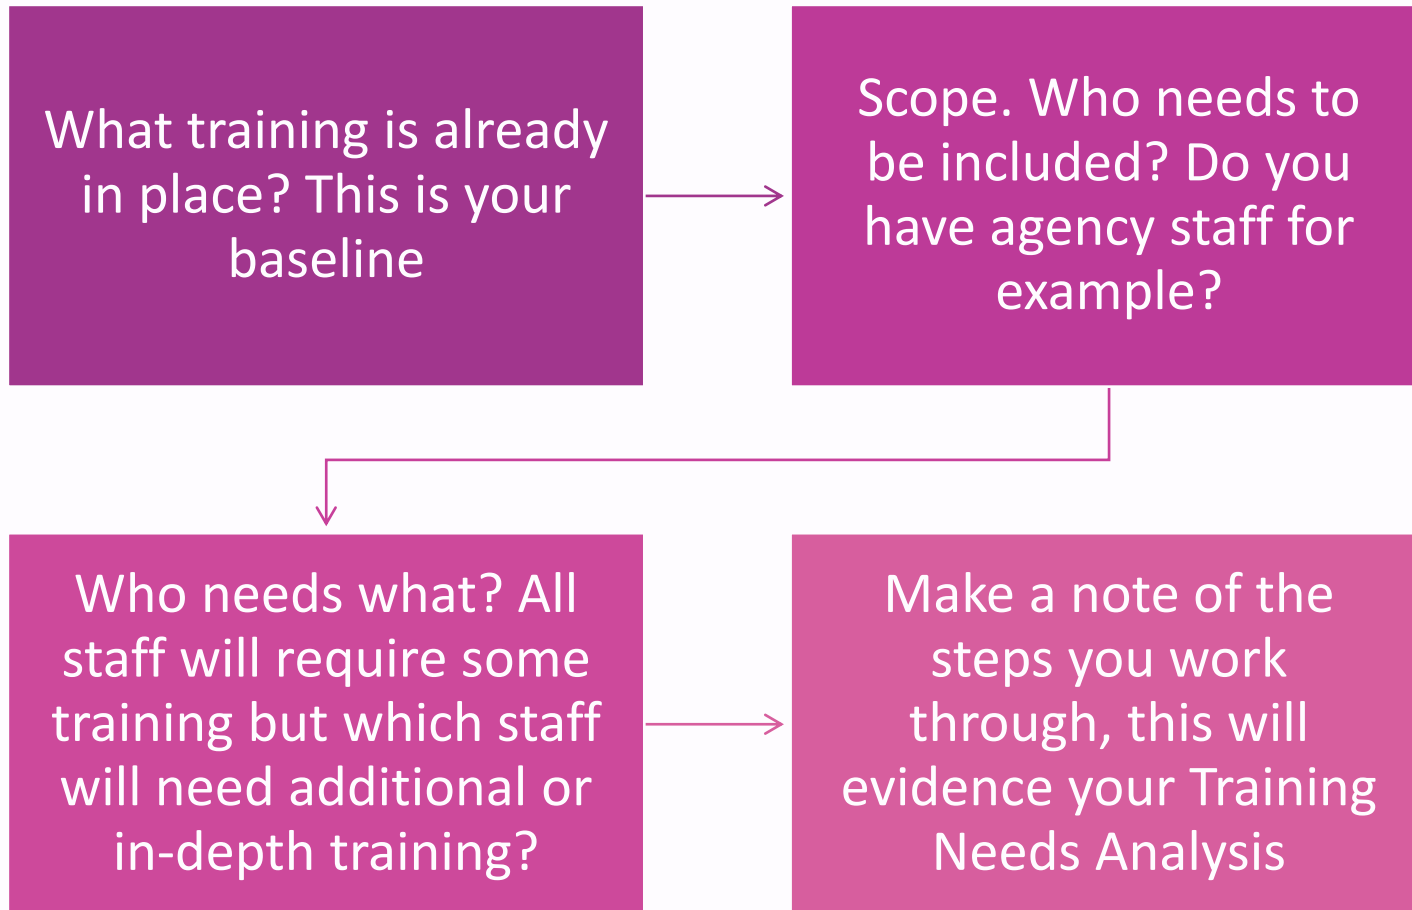 What training is already
in place? This is your
baseline
Scope. Who needs to
be included? Do you
have agency staff for
example?
Who needs what? All
staff will require some
training but which staff
will need additional or
in-depth training?
Make a note of the
steps you work
through, this will
evidence your Training
Needs Analysis